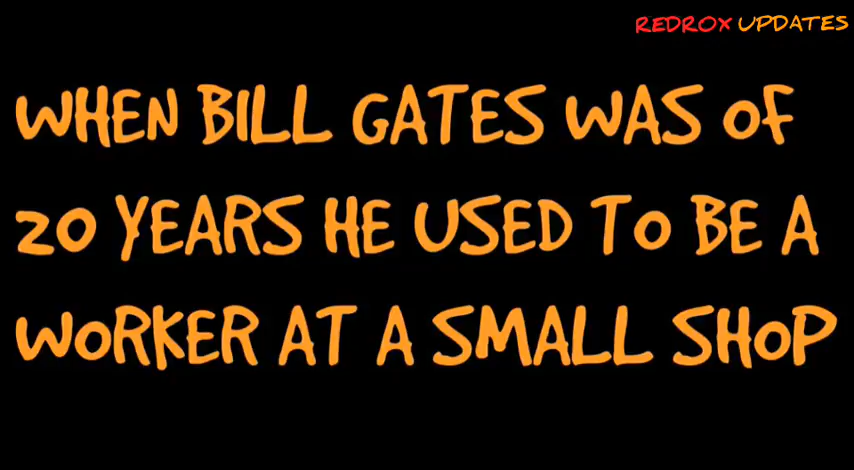 REDROX UPDATES
WHEN BILL GATES WAS OF
20 YEARS HE USED TO BE A
WORKER AT A SMALL SHOP